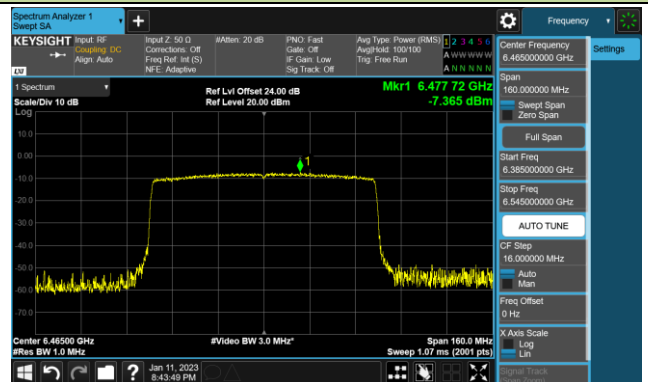 Spectrum Analyzer 1
Swept SA
+
Frequency
KEYSIGHT
Input: RF
Coupling: DC
Align: Auto
Input Z: 50 Ω
Corrections: Off
Freq Ref: Int (S)
NFE: Adaptive
#Atten: 20 dB
PNO: Fast
Gate: Off
IF Gain: Low
Sig Track: Off
Avg Type: Power (RMS)
Avg|Hold: 100/100
Trig: Free Run
1 2 3 4 5 6
A W W W W W
A N N N N N
LXI
1 Spectrum
Scale/Div 10 dB
Log
Ref Lvl Offset 24.00 dB
Ref Level 20.00 dBm
Mkr1 6.477 72 GHz
-7.365 dBm
10.0
0.00
-10.0
-20.0
-30.0
-40.0
-50.0
-60.0
-70.0
1
Center 6.46500 GHz
#Res BW 1.0 MHz
#Video BW 3.0 MHz*
Span 160.0 MHz
Sweep 1.07 ms (2001 pts)
Jan 11, 2023
8:43:49 PM
?
Center Frequency
6.465000000 GHz
Settings
Span
160.000000 MHz
Swept Span
Zero Span
Full Span
Start Freq
6.385000000 GHz
Stop Freq
6.545000000 GHz
AUTO TUNE
CF Step
16.000000 MHz
Auto
Man
Freq Offset
0 Hz
X Axis Scale
Log
Lin
Signal Track